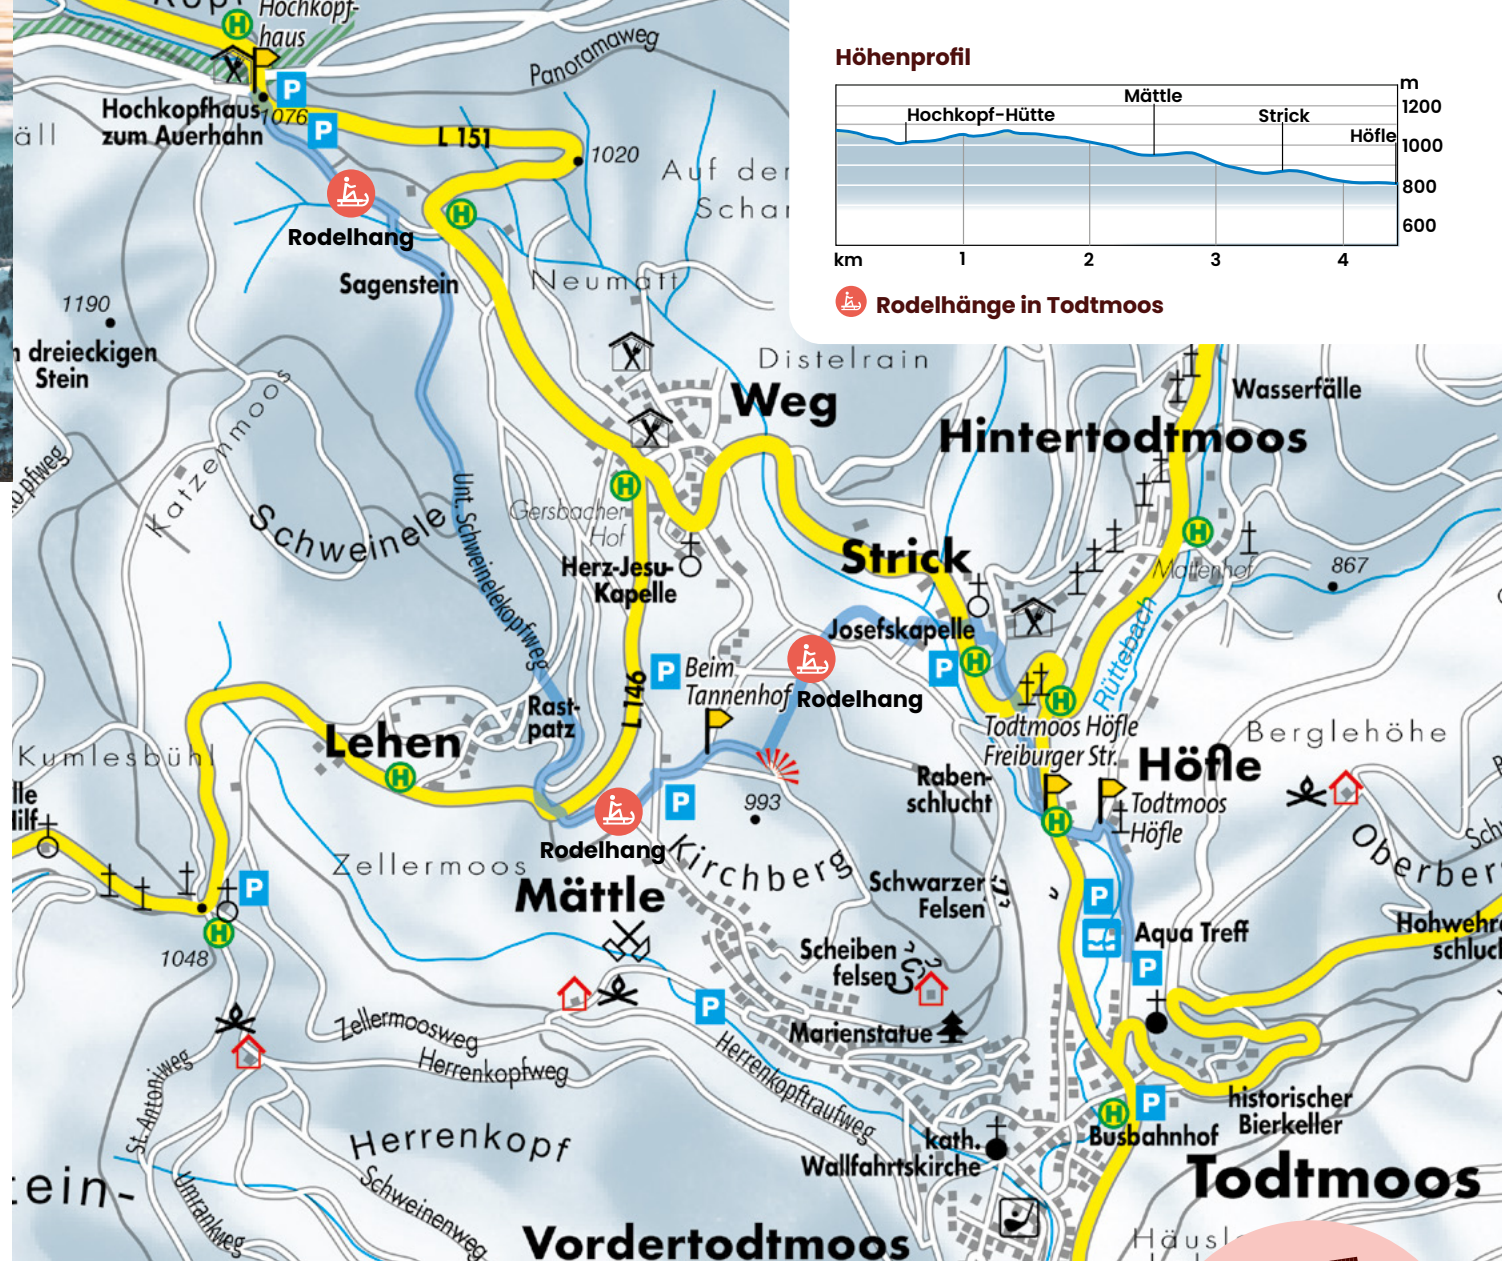 Hochkopf-
haus
Panoramaweg
Hochkopfhaus
zum Auerhahn
1076
L 151
1020
Auf der
Rodelhang
Sagenstein
Neumatt
1190
dreieckigen
Stein
Katzenmoos
Schweinele
Unt. Schweinelekopfweg
Distelrain
Weg
Hintertodtmoos
Wasserfälle
Gersbacher
Hof
Herz-Jesu-
Kapelle
Strick
Mattenhof
867
Josefskapelle
Rüttebach
Beim
Tannenhof
Rodelhang
L 146
Rast-
patz
Lehen
Kumlesbühl
Todtmoos Höfle
Freiburger Str.
Höfle
Berglehöhe
Raben-
schlucht
Todtmoos
Höfle
993
Rodelhang
Kirchberg
Zellermoos
Mättle
Schwarzer
Felsen
Scheiben
felsen
Aqua Treff
Marienstatue
1048
Zellermoosweg
Herrenkopfweg
Herrenkopftraufweg
St. Antoniweg
Herrenkopf
Schweinenweg
Umrankweg
kath.
Wallfahrtskirche
Busbahnhof
historischer
Bierkeller
Todtmoos
Vordertodtmoos
Höhenprofil
m
1200
1000
800
600
Mättle
Hochkopf-Hütte
Strick
Höfle
km
1
2
3
4
Rodelhänge in Todtmoos
P
P
P
P
P
P
P
P
P
P
H
H
H
H
H
H
H
H
H
H